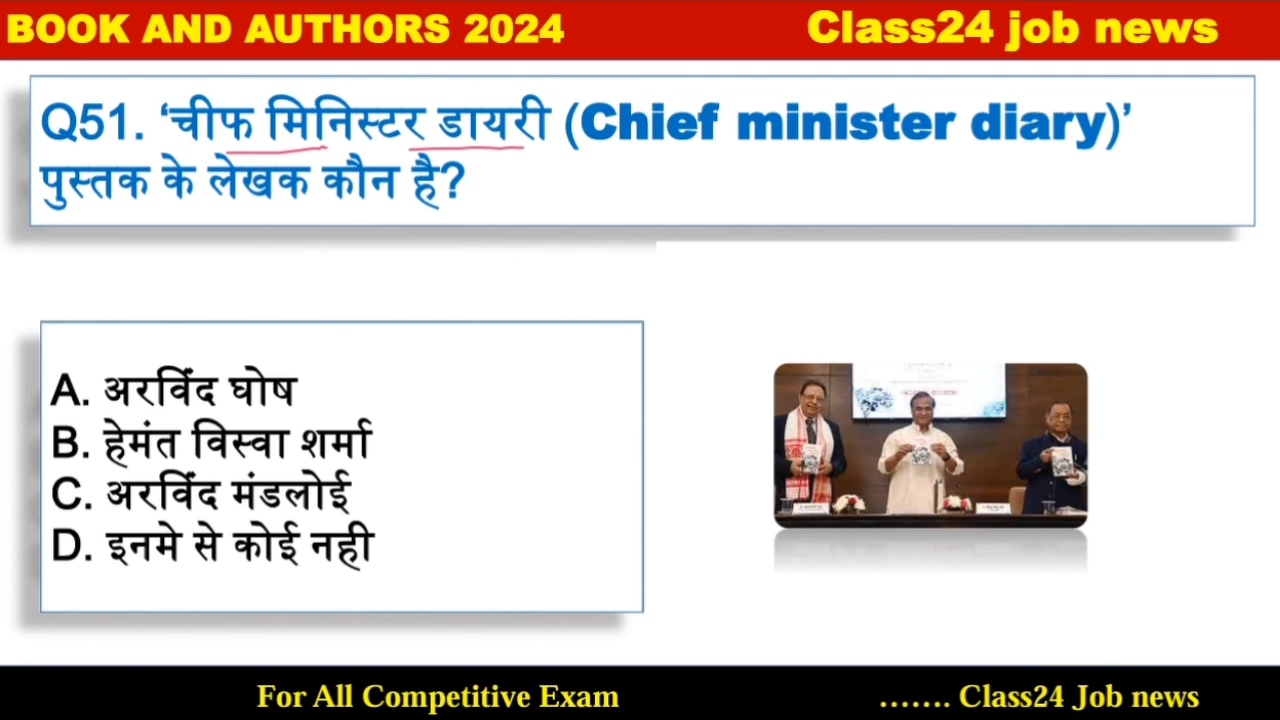 BOOK AND AUTHORS 2024 Class24 job news
Q51. ‘चीफ मिनिस्टर डायरी (Chief minister diary)’
पुस्तक के लेखक कौन है?
A. अरविंद घोष
B. हेमंत विस्वा शर्मा
C. अरविंद मंडलोई
D. इनमे से कोई नही
For All Competitive Exam ....... Class24 Job news